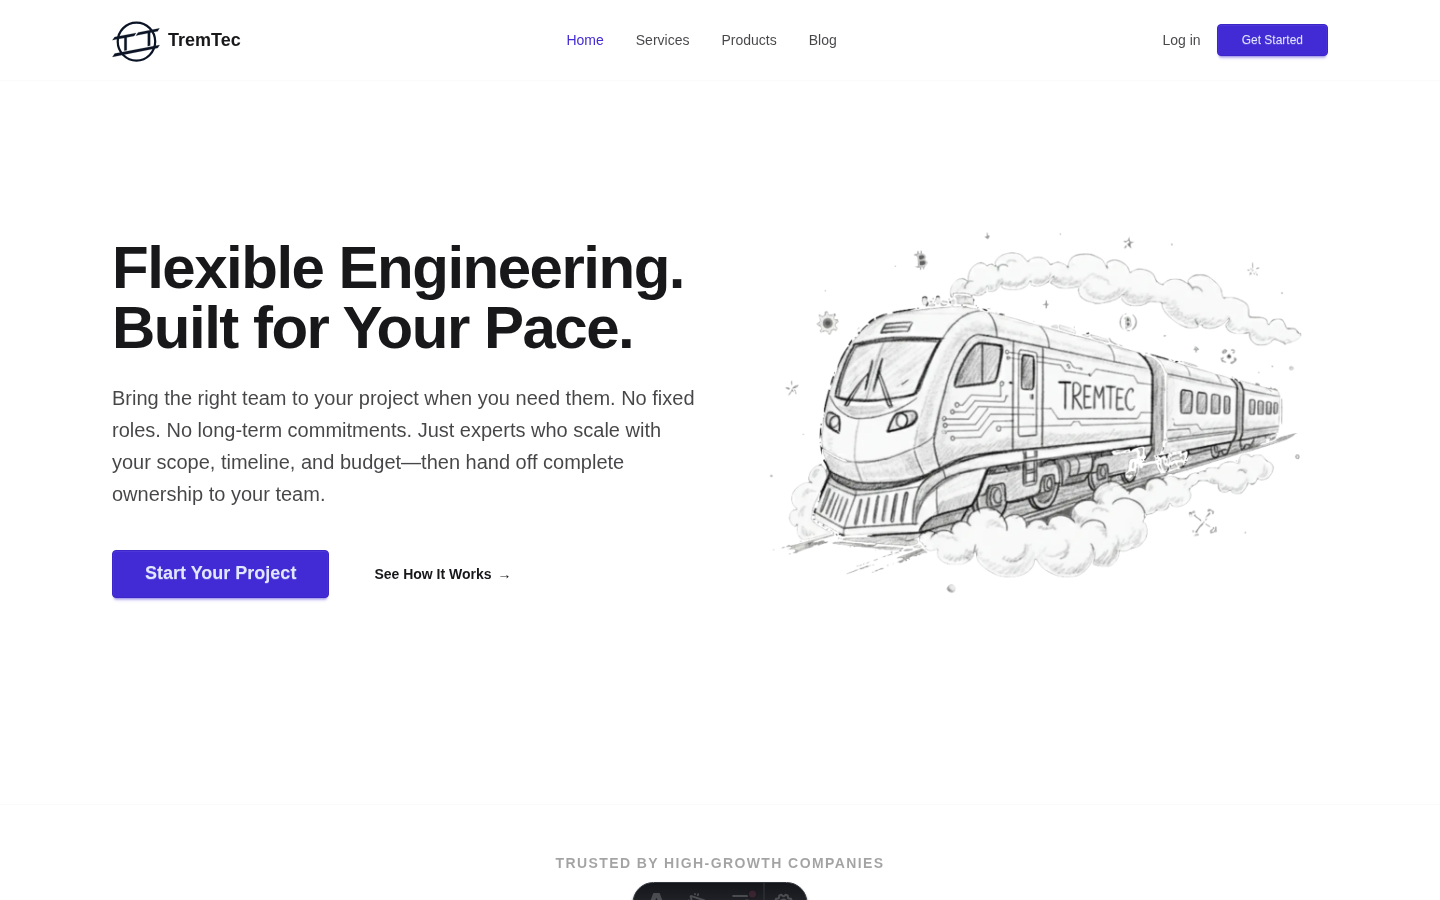 TremTec
Home
Services
Products
Blog
Log in
Get Started
Flexible Engineering.
Built for Your Pace.
Bring the right team to your project when you need them. No fixed
roles. No long-term commitments. Just experts who scale with
your scope, timeline, and budget—then hand off complete
ownership to your team.
Start Your Project
See How It Works →
TREMTEC
TRUSTED BY HIGH-GROWTH COMPANIES